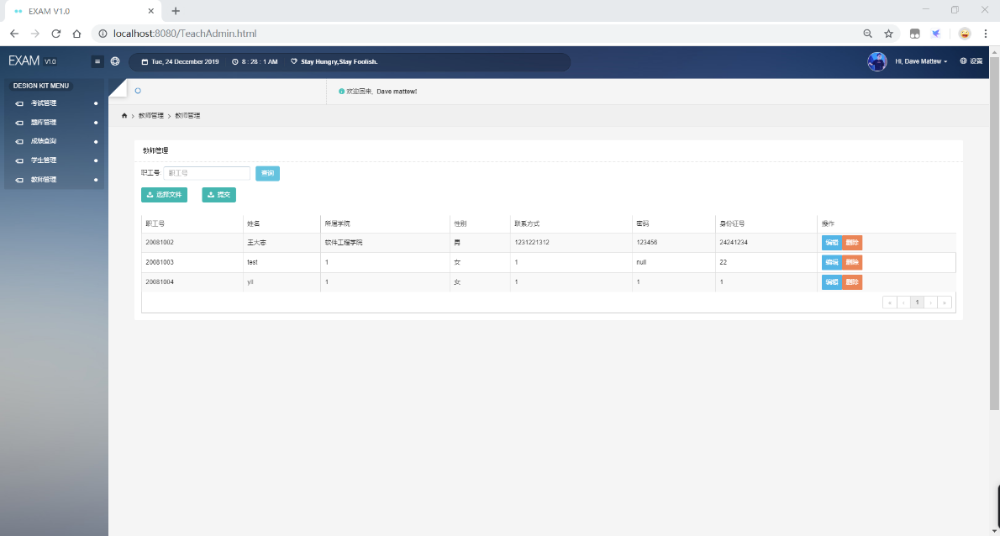 EXAM V1.0
localhost:8080/TeachAdmin.html
EXAM V1.0
Tue, 24 December 2019
8 : 28 : 1 AM
Stay Hungry,Stay Foolish.
Hi, Dave Mattew
设置
DESIGN KIT MENU
考试管理
题库管理
成绩查询
学生管理
教师管理
欢迎回来, Dave mattew!
教师管理 > 教师管理
教师管理
职工号 职工号 查询
选择文件 提交
职工号 姓名 所属学院 性别 联系方式 密码 身份证号 操作
20081002 王大志 软件工程学院 男 1231221312 123456 24241234 编辑 删除
20081003 test 1 女 1 null 22 编辑 删除
20081004 yll 1 女 1 1 1 编辑 删除
« ‹ 1 › »